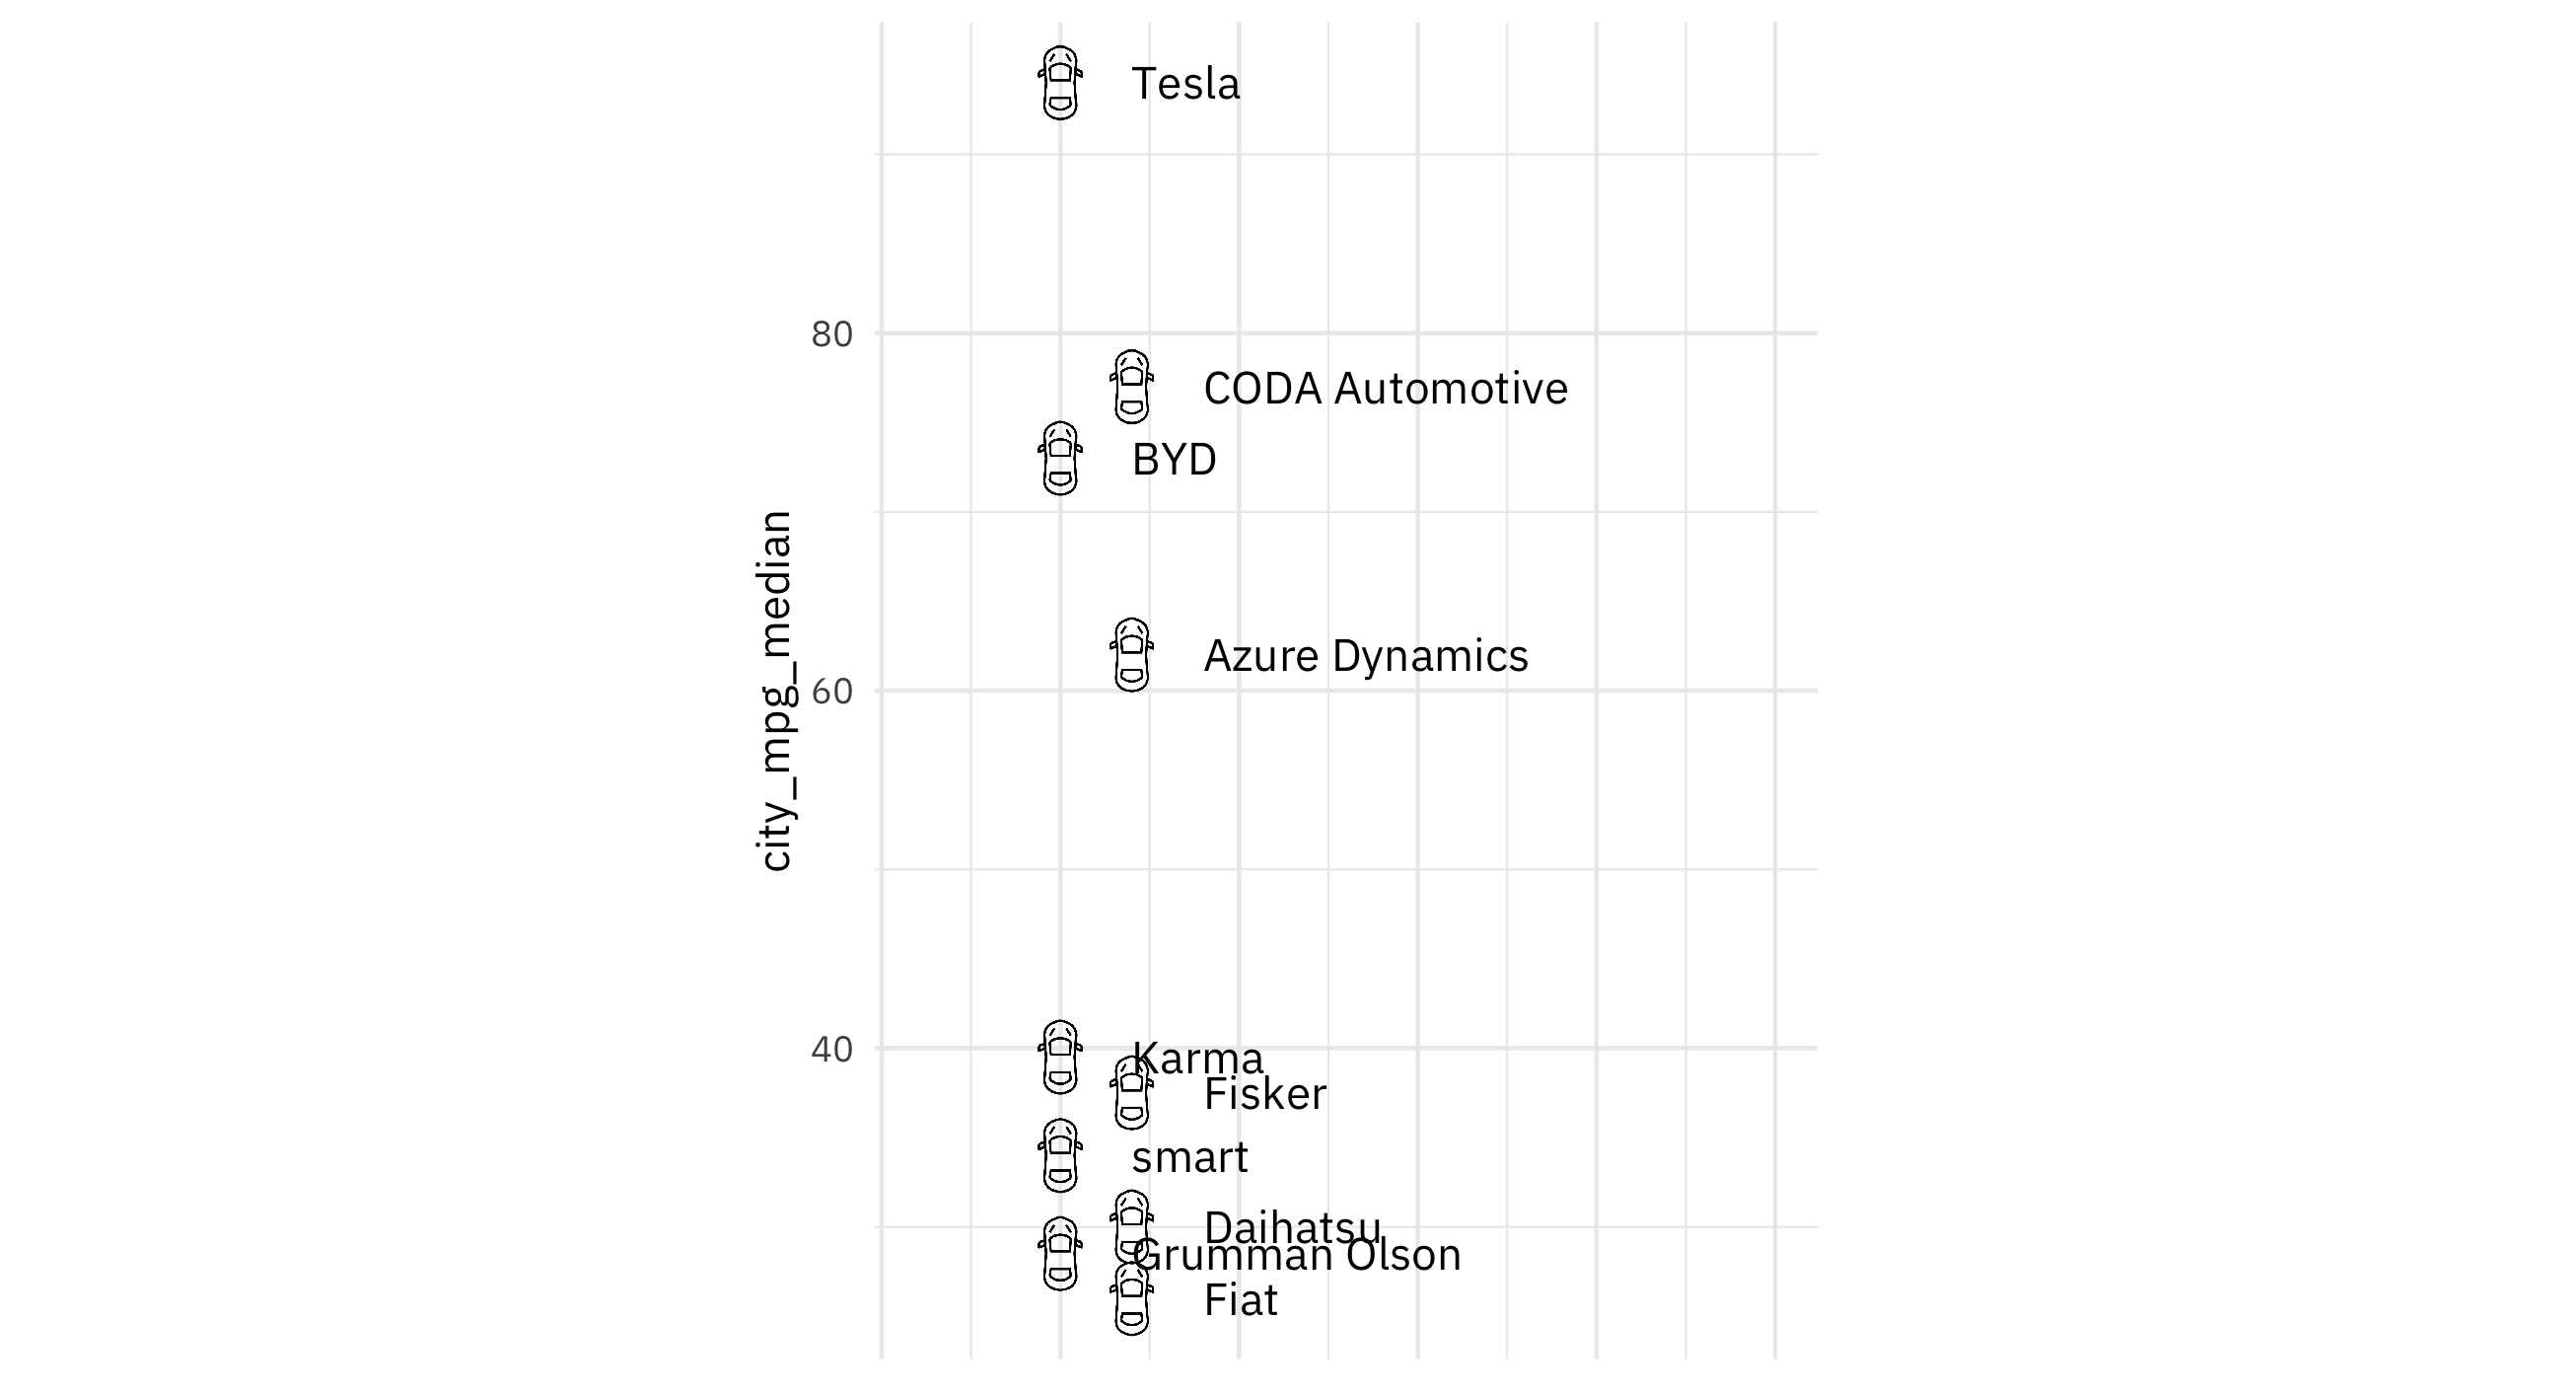 Tesla
80
CODA Automotive
BYD
city_mpg_median
Azure Dynamics
60
40
Karma
Fisker
smart
Daihatsu
Grumman Olson
Fiat